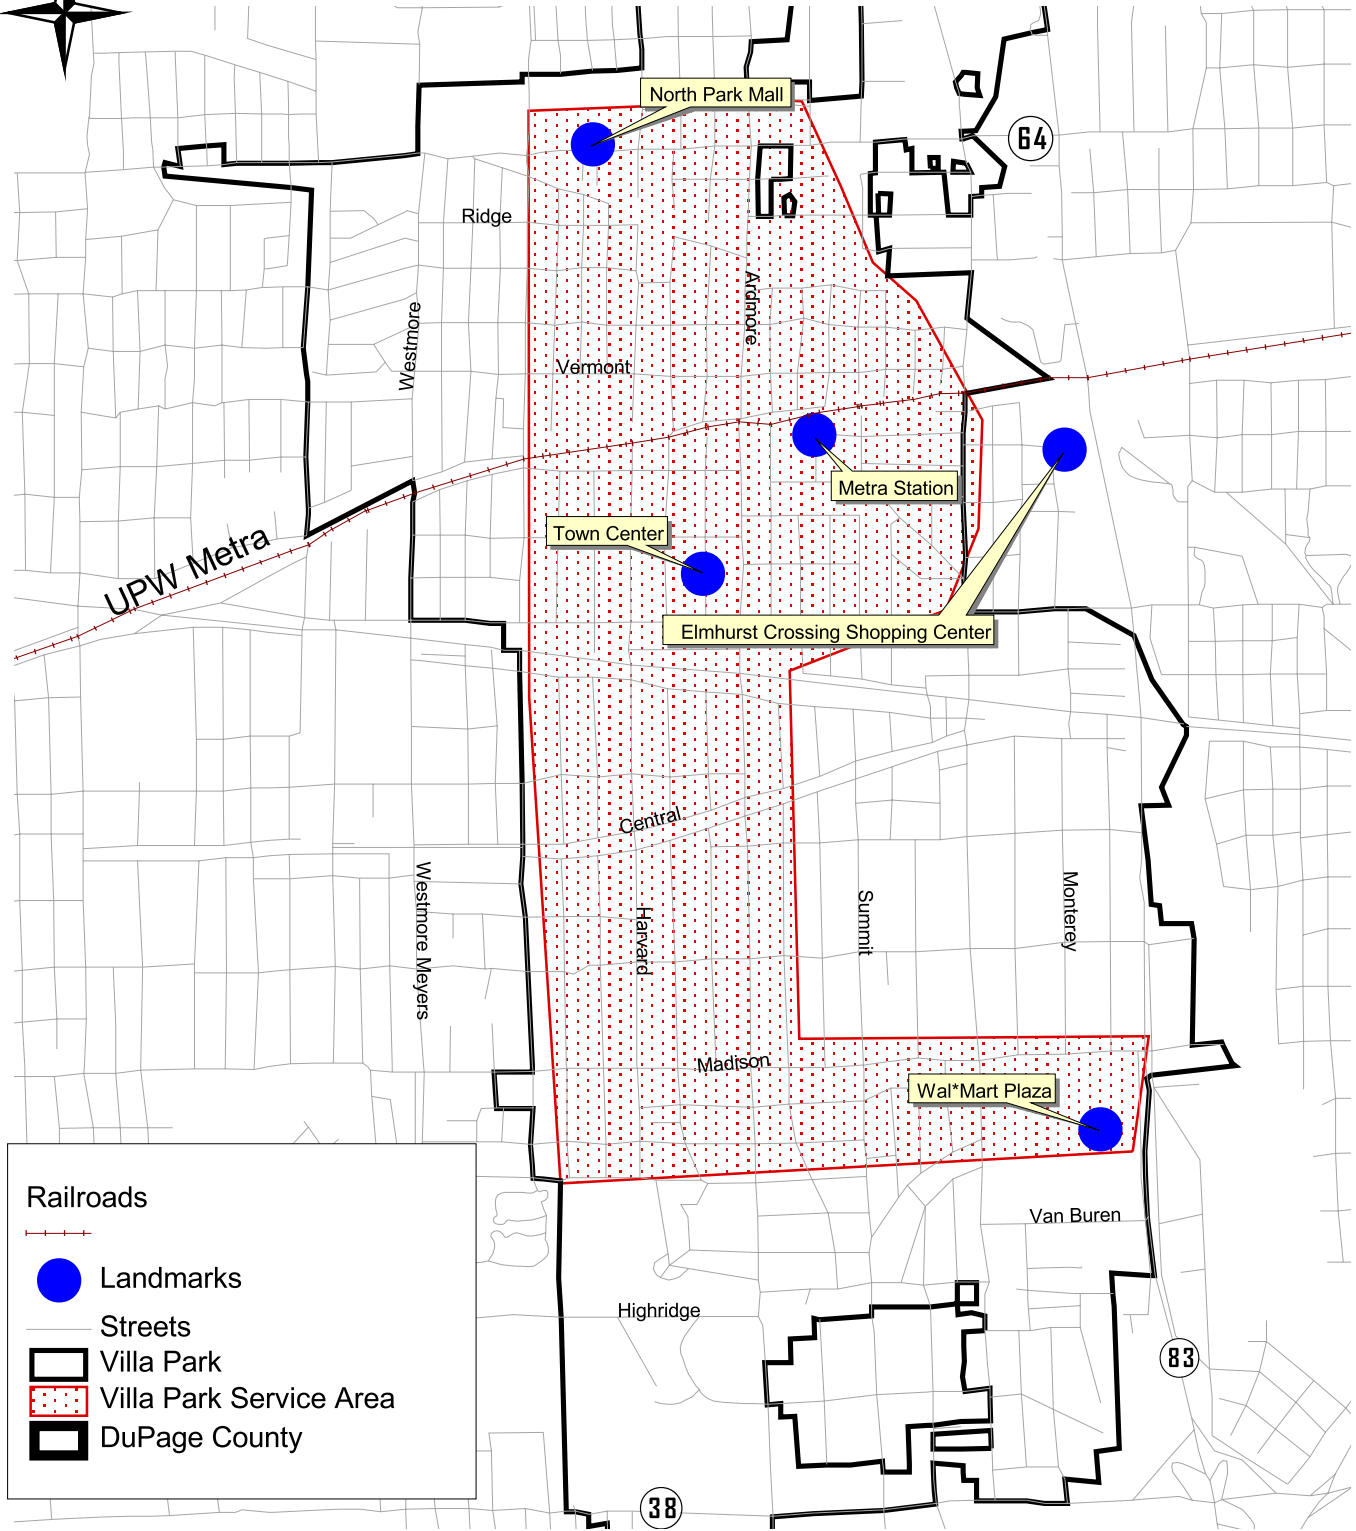 North Park Mall
64
Ridge
Ardmore
Westmore
Vermont
Metra Station
Town Center
UPW Metra
Elmhurst Crossing Shopping Center
Central
Westmore Meyers
Harvard
Summit
Monterey
Madison
Wal*Mart Plaza
Van Buren
Highridge
83
38
Railroads
Landmarks
Streets
Villa Park
Villa Park Service Area
DuPage County